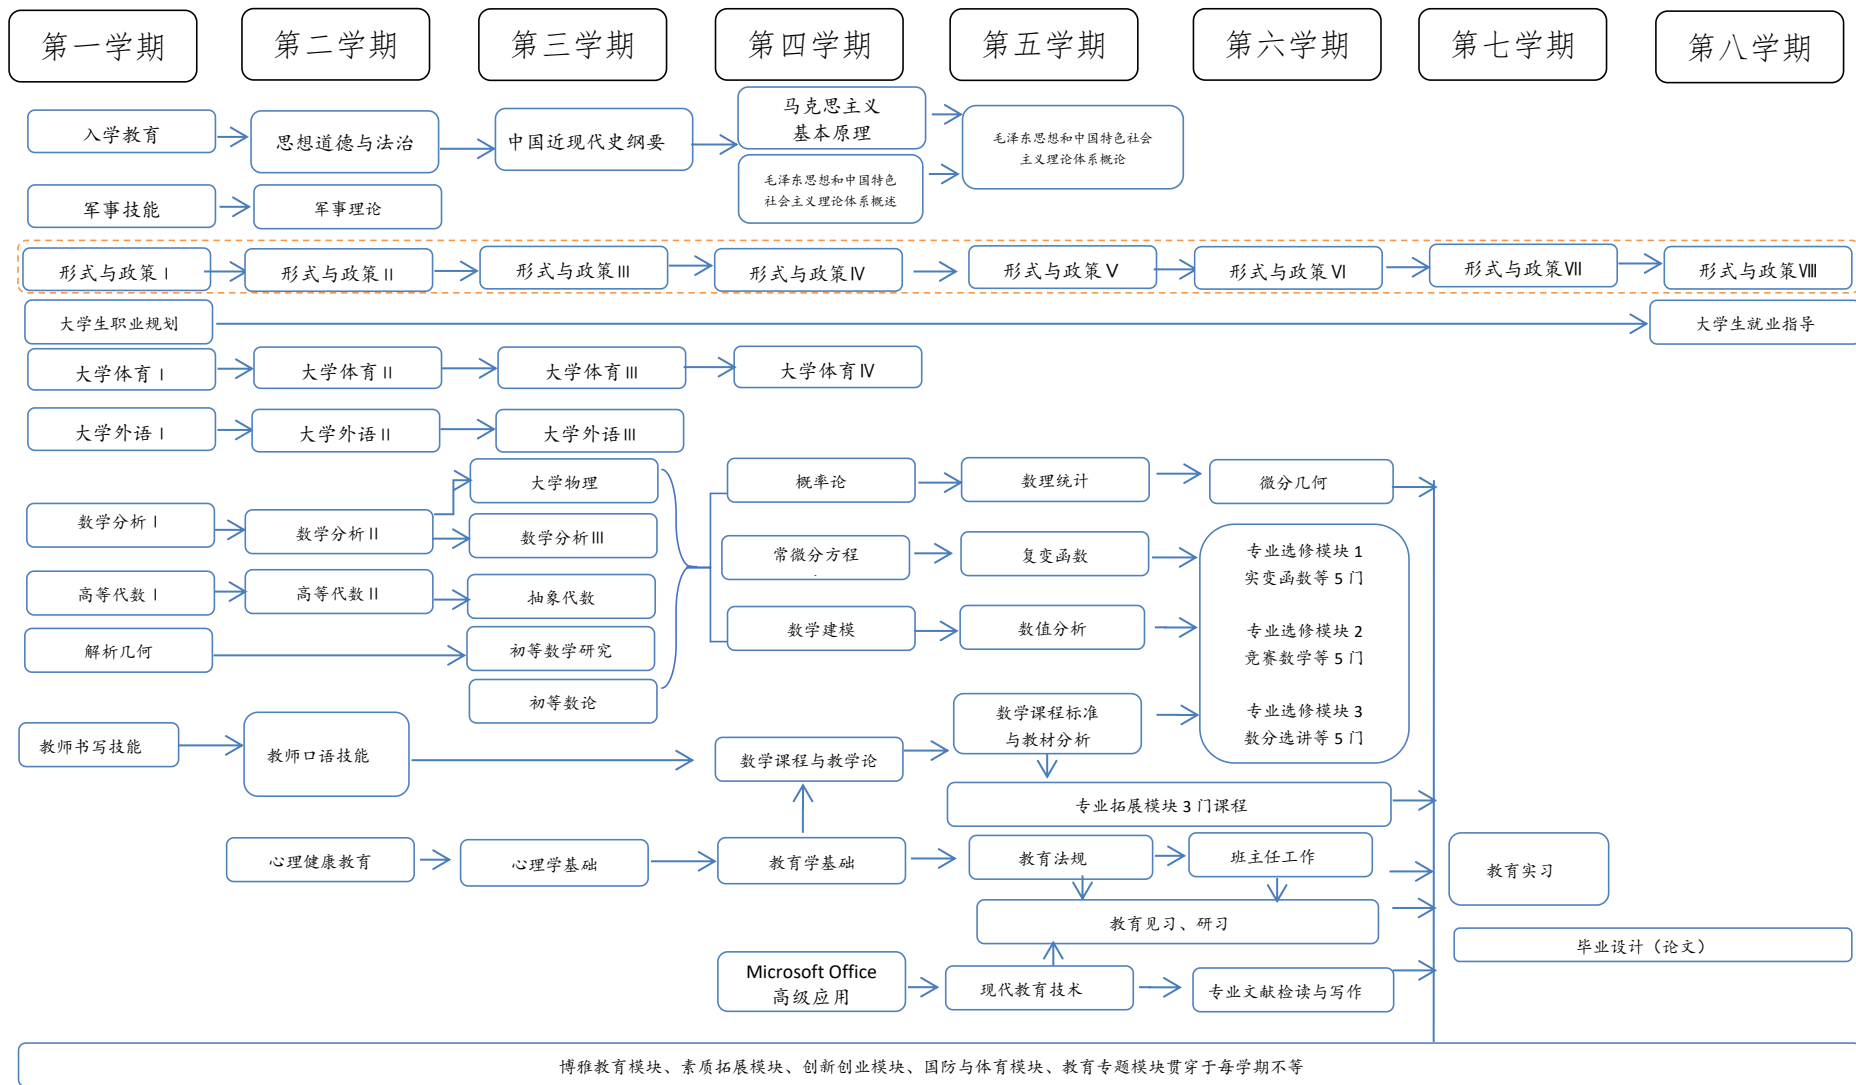 第一学期
第二学期
第三学期
第四学期
第五学期
第六学期
第七学期
第八学期
入学教育
思想道德与法治
中国近现代史纲要
马克思主义
基本原理
毛泽东思想和中国特色
社会主义理论体系概述
毛泽东思想和中国特色社会
主义理论体系概论
军事技能
军事理论
形式与政策Ⅰ
形式与政策Ⅱ
形式与政策Ⅲ
形式与政策Ⅳ
形式与政策Ⅴ
形式与政策Ⅵ
形式与政策Ⅶ
形式与政策Ⅷ
大学生职业规划
大学生就业指导
大学体育Ⅰ
大学体育Ⅱ
大学体育Ⅲ
大学体育Ⅳ
大学外语Ⅰ
大学外语Ⅱ
大学外语Ⅲ
大学物理
概率论
数理统计
微分几何
数学分析Ⅰ
数学分析Ⅱ
数学分析Ⅲ
常微分方程
复变函数
专业选修模块 1
实变函数等 5 门
专业选修模块 2
竞赛数学等 5 门
专业选修模块 3
数分选讲等 5 门
高等代数Ⅰ
高等代数Ⅱ
抽象代数
数学建模
数值分析
解析几何
初等数学研究
初等数论
教师书写技能
教师口语技能
数学课程与教学论
数学课程标准
与教材分析
专业拓展模块 3 门课程
心理健康教育
心理学基础
教育学基础
教育法规
班主任工作
教育实习
教育见习、研习
毕业设计（论文）
Microsoft Office
高级应用
现代教育技术
专业文献检读与写作
博雅教育模块、素质拓展模块、创新创业模块、国防与体育模块、教育专题模块贯穿于每学期不等